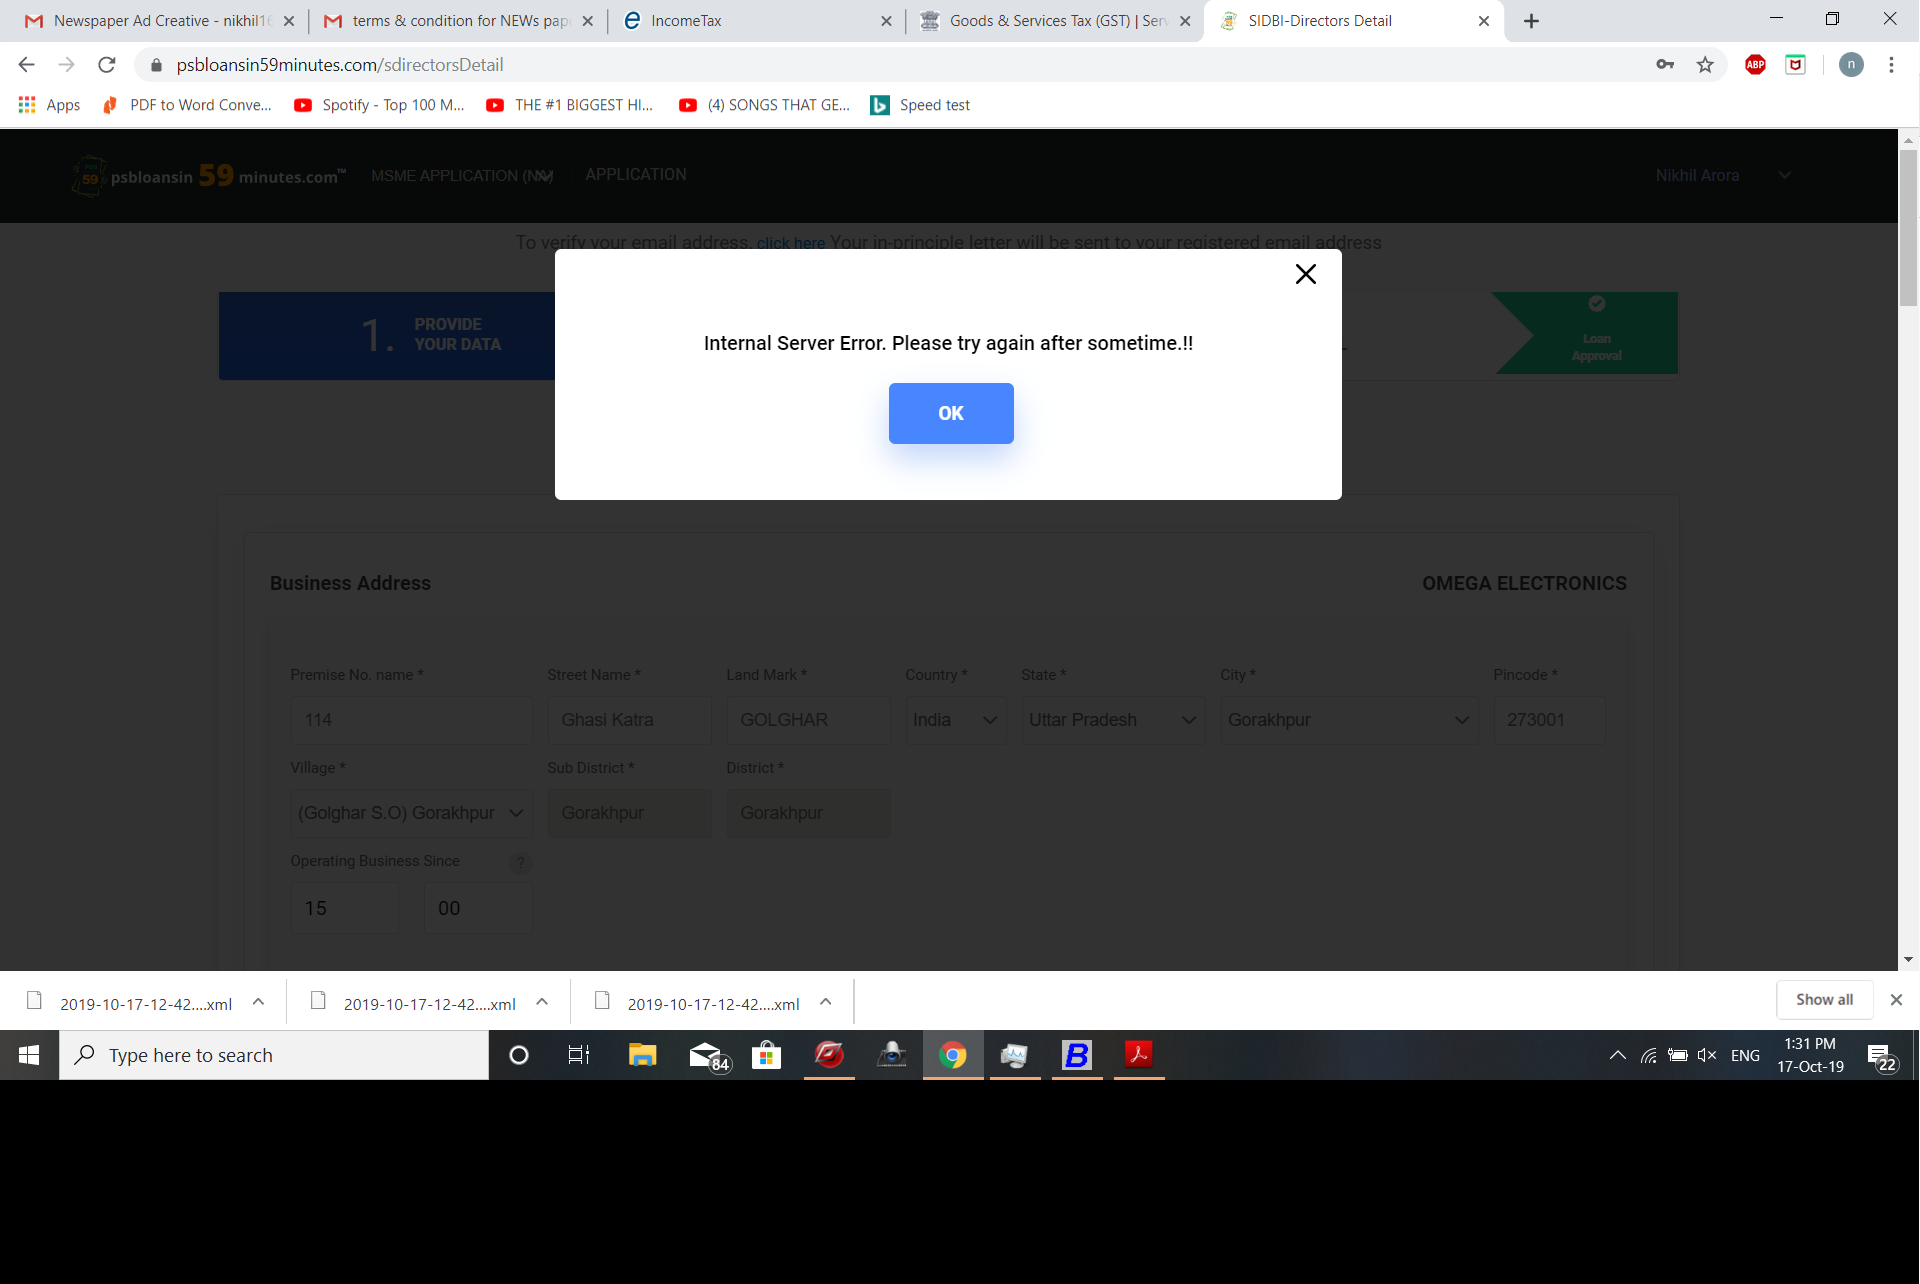 Newspaper Ad Creative - nikhil16
terms & condition for NEWs pap
IncomeTax
Goods & Services Tax (GST) | Serv
SIDBI-Directors Detail
psbloansin59minutes.com/sdirectorsDetail
ABP
n
Apps
PDF to Word Conve...
Spotify - Top 100 M...
THE #1 BIGGEST HI...
(4) SONGS THAT GE...
Speed test
59 psbloansin 59 minutes.com™
MSME APPLICATION (NA)
APPLICATION
Nikhil Arora
To verify your email address, click here Your in-principle letter will be sent to your registered email address
1. PROVIDE
YOUR DATA
Loan
Approval
Internal Server Error. Please try again after sometime.!!
OK
Business Address
OMEGA ELECTRONICS
Premise No. name * Street Name * Land Mark * Country * State * City * Pincode *
114 Ghasi Katra GOLGHAR India Uttar Pradesh Gorakhpur 273001
Village * Sub District * District *
(Golghar S.O) Gorakhpur Gorakhpur Gorakhpur
Operating Business Since ?
15 00
2019-10-17-12-42....xml
2019-10-17-12-42....xml
2019-10-17-12-42....xml
Show all
Type here to search
84
B
ENG
1:31 PM
17-Oct-19
22